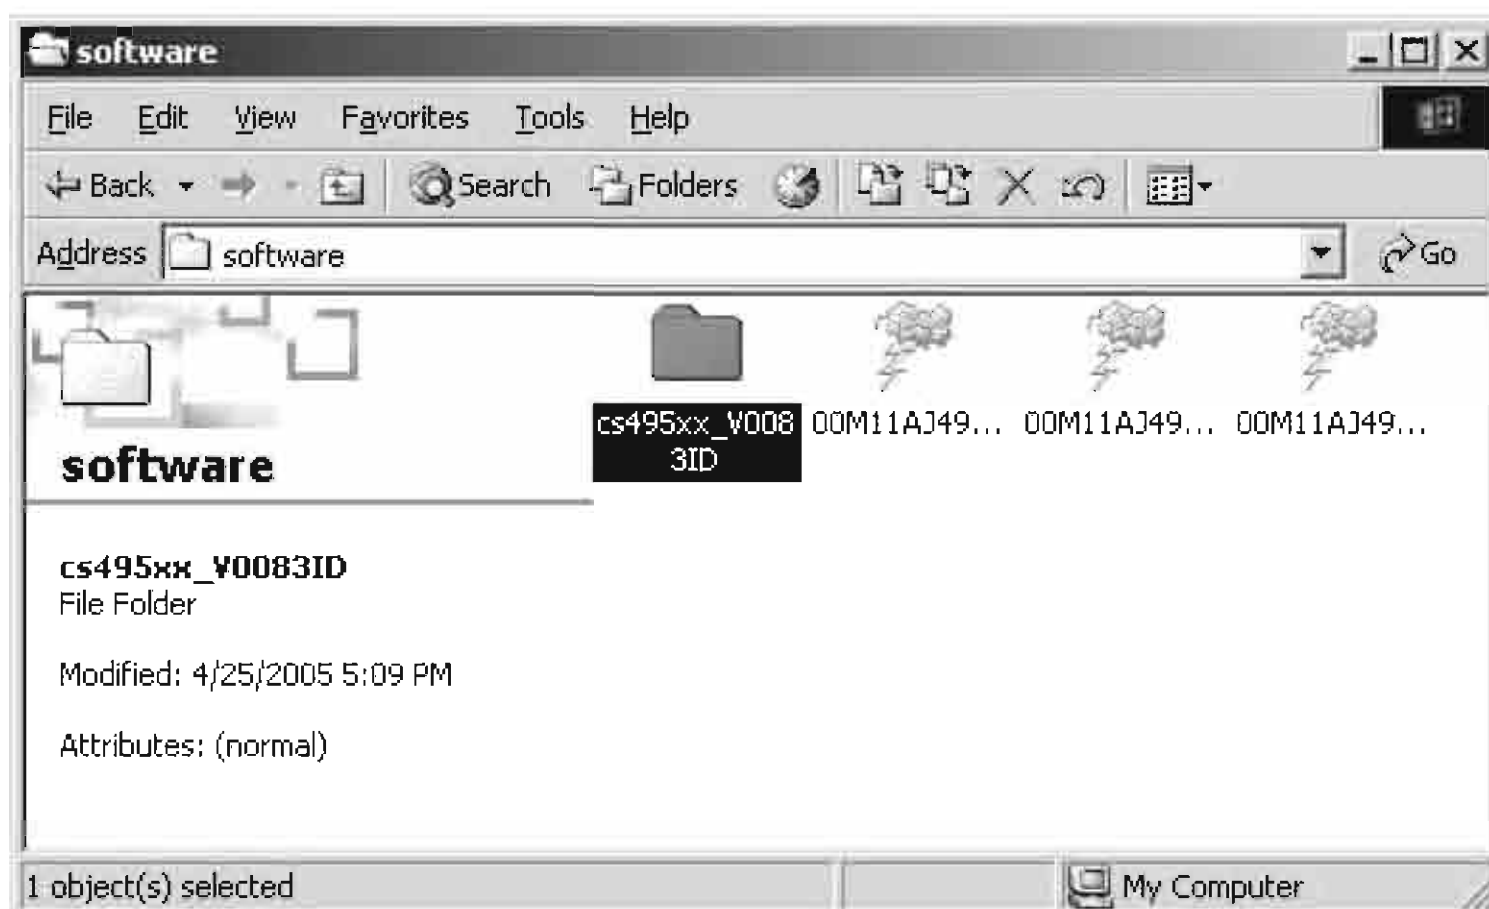 software
File Edit View Favorites Tools Help
Back Search Folders
Address software Go
cs495xx_V008
3ID
00M11AJ49... 00M11AJ49... 00M11AJ49...
software
cs495xx_V0083ID
File Folder
Modified: 4/25/2005 5:09 PM
Attributes: (normal)
1 object(s) selected My Computer